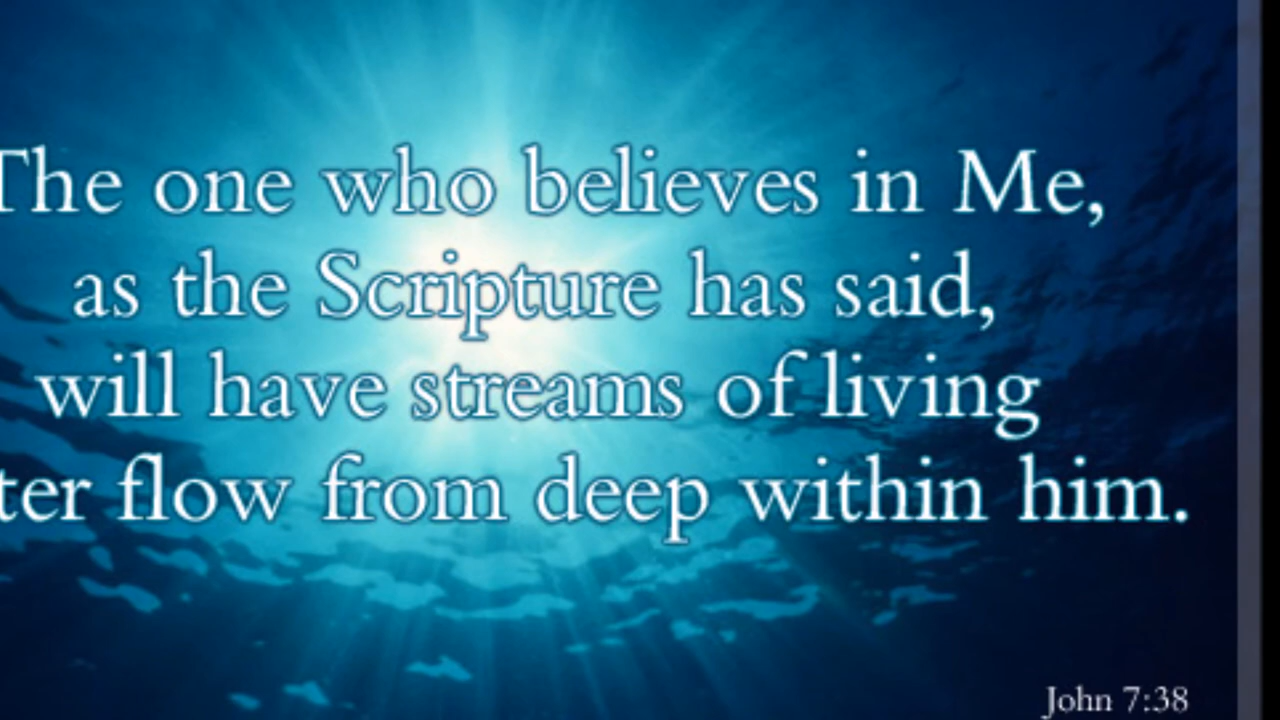 The one who believes in Me,
as the Scripture has said,
will have streams of living
ter flow from deep within him.
John 7:38